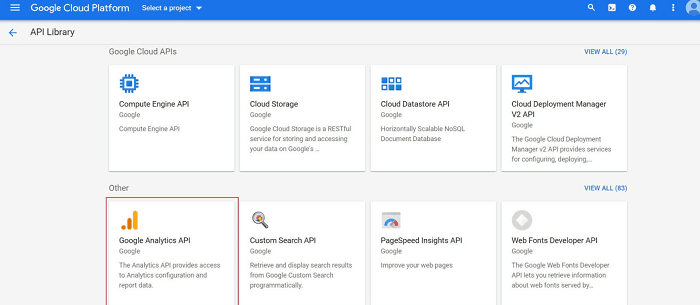 Google Cloud Platform Select a project
API Library
Google Cloud APIs VIEW ALL (29)
Compute Engine API
Google
Compute Engine API
Cloud Storage
Google
Google Cloud Storage is a RESTful
service for storing and accessing
your data on Google's ...
Cloud Datastore API
Google
Horizontally Scalable NoSQL
Document Database
Cloud Deployment Manager
V2 API
Google
The Google Cloud Deployment
Manager v2 API provides services
for configuring, deploying,...
Other VIEW ALL (83)
Google Analytics API
Google
The Analytics API provides access
to Analytics configuration and
report data.
Custom Search API
Google
Retrieve and display search results
from Google Custom Search
programmatically.
PageSpeed Insights API
Google
Improve your web pages
Web Fonts Developer API
Google
The Google Web Fonts Developer
API lets you retrieve information
about web fonts served by...